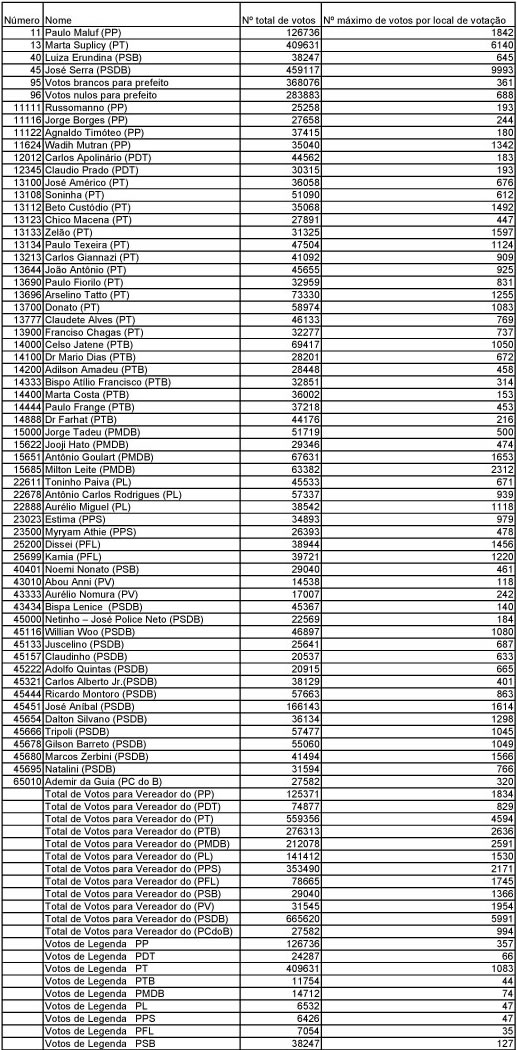 Número Nome Nº total de votos Nº máximo de votos por local de votação
11 Paulo Maluf (PP) 126736 1842
13 Marta Suplicy (PT) 409631 6140
40 Luiza Erundina (PSB) 38247 645
45 José Serra (PSDB) 459117 9993
95 Votos brancos para prefeito 368076 361
96 Votos nulos para prefeito 283883 688
11111 Russomanno (PP) 25258 193
11116 Jorge Borges (PP) 27658 244
11122 Agnaldo Timóteo (PP) 37415 180
11624 Wadih Mutran (PP) 35040 1342
12012 Carlos Apolinário (PDT) 44562 183
12345 Claudio Prado (PDT) 30315 193
13100 José Américo (PT) 36058 676
13108 Soninha (PT) 51090 612
13112 Beto Custódio (PT) 35068 1492
13123 Chico Macena (PT) 27891 447
13133 Zelão (PT) 31325 1597
13134 Paulo Texeira (PT) 47504 1124
13213 Carlos Giannazi (PT) 41092 909
13644 João Antônio (PT) 45655 925
13690 Paulo Fiorilo (PT) 32959 831
13696 Arselino Tatto (PT) 73330 1255
13700 Donato (PT) 58974 1083
13777 Claudete Alves (PT) 46133 769
13900 Franciso Chagas (PT) 32277 737
14000 Celso Jatene (PTB) 69417 1050
14100 Dr Mario Dias (PTB) 28201 672
14200 Adilson Amadeu (PTB) 28448 458
14333 Bispo Atílio Francisco (PTB) 32851 314
14400 Marta Costa (PTB) 36002 153
14444 Paulo Frange (PTB) 37218 453
14888 Dr Farhat (PTB) 44176 216
15000 Jorge Tadeu (PMDB) 51719 500
15622 Jooji Hato (PMDB) 29346 474
15651 Antônio Goulart (PMDB) 67631 1653
15685 Milton Leite (PMDB) 63382 2312
22611 Toninho Paiva (PL) 45533 671
22678 Antônio Carlos Rodrigues (PL) 57337 939
22888 Aurélio Miguel (PL) 38542 1118
23023 Estima (PPS) 34893 979
23500 Myryam Athie (PPS) 26393 478
25200 Dissei (PFL) 38944 1456
25699 Kamia (PFL) 39721 1220
40401 Noemi Nonato (PSB) 29040 461
43010 Abou Anni (PV) 14538 118
43333 Aurélio Nomura (PV) 17007 242
43434 Bispa Lenice (PSDB) 45367 140
45000 Netinho – José Police Neto (PSDB) 22569 184
45116 Willian Woo (PSDB) 46897 1080
45133 Juscelino (PSDB) 25641 687
45157 Claudinho (PSDB) 20537 633
45222 Adolfo Quintas (PSDB) 20915 665
45321 Carlos Alberto Jr.(PSDB) 38129 401
45444 Ricardo Montoro (PSDB) 57663 863
45451 José Aníbal (PSDB) 166143 1614
45654 Dalton Silvano (PSDB) 36134 1298
45666 Tripoli (PSDB) 57477 1045
45678 Gilson Barreto (PSDB) 55060 1049
45680 Marcos Zerbini (PSDB) 41494 1566
45695 Natalini (PSDB) 31594 766
65010 Ademir da Guia (PC do B) 27582 320
Total de Votos para Vereador do (PP) 125371 1834
Total de Votos para Vereador do (PDT) 74877 829
Total de Votos para Vereador do (PT) 559356 4594
Total de Votos para Vereador do (PTB) 276313 2636
Total de Votos para Vereador do (PMDB) 212078 2591
Total de Votos para Vereador do (PL) 141412 1530
Total de Votos para Vereador do (PPS) 353490 2171
Total de Votos para Vereador do (PFL) 78665 1745
Total de Votos para Vereador do (PSB) 29040 1366
Total de Votos para Vereador do (PV) 31545 1954
Total de Votos para Vereador do (PSDB) 665620 5991
Total de Votos para Vereador do (PCdoB) 27582 994
Votos de Legenda PP 126736 357
Votos de Legenda PDT 24287 66
Votos de Legenda PT 409631 1083
Votos de Legenda PTB 11754 44
Votos de Legenda PMDB 14712 74
Votos de Legenda PL 6532 47
Votos de Legenda PPS 6426 47
Votos de Legenda PFL 7054 35
Votos de Legenda PSB 38247 127